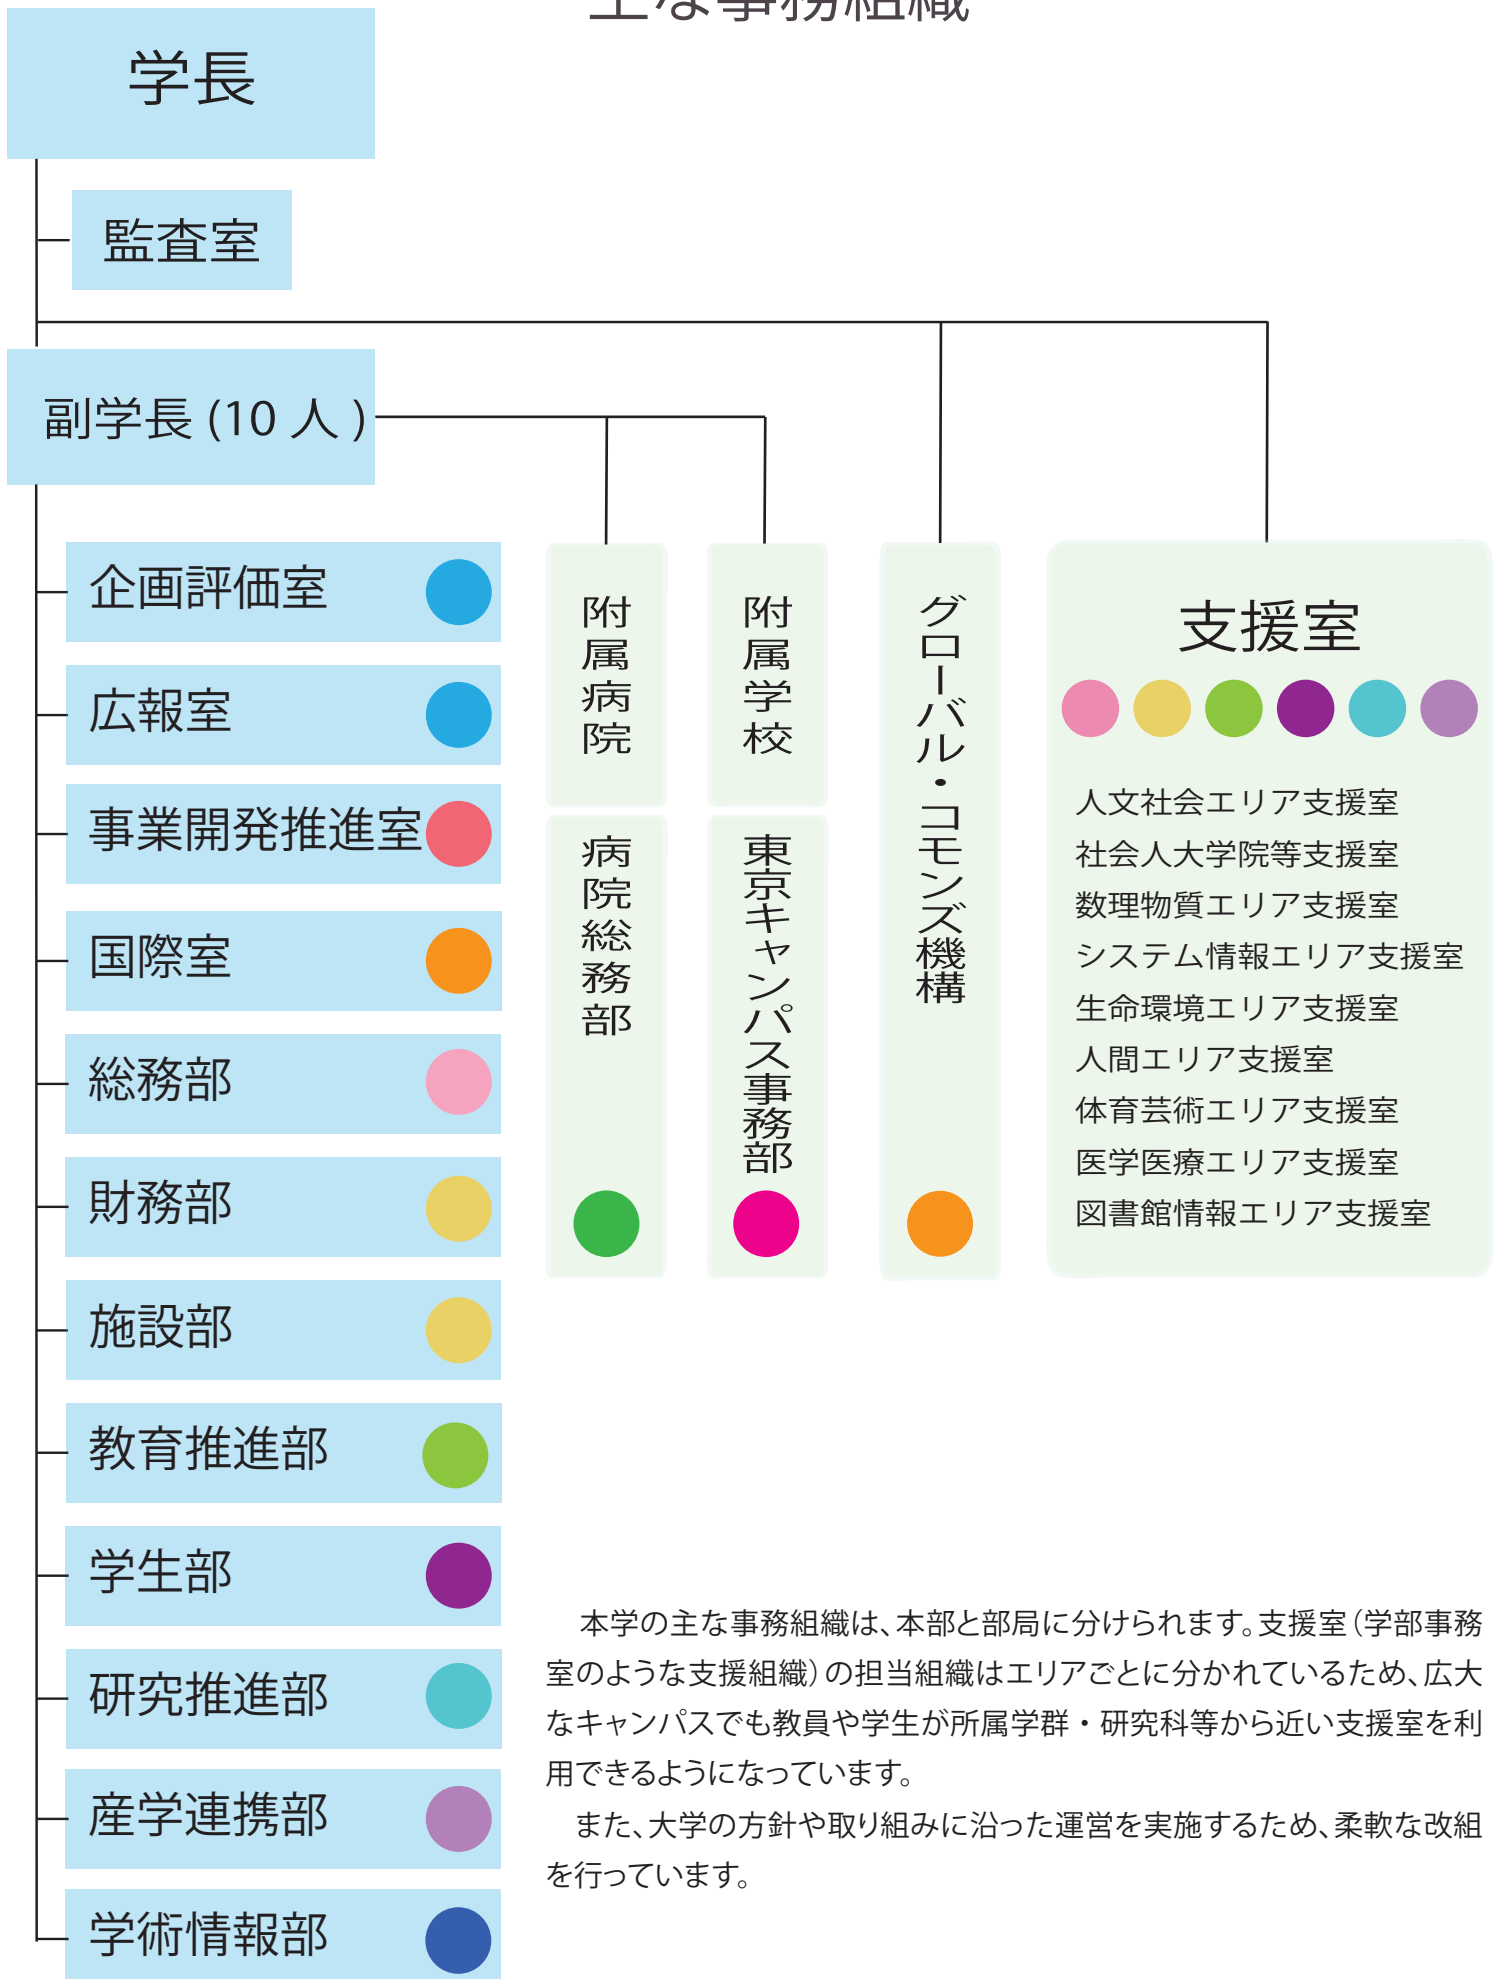 主な事務組織
学長
監査室
副学長 (10 人 )
企画評価室
広報室
事業開発推進室
国際室
総務部
財務部
施設部
教育推進部
学生部
研究推進部
産学連携部
学術情報部
附属病院
病院総務部
附属学校
東京キャンパス事務部
グローバル・コモンズ機構
支援室
人文社会エリア支援室
社会人大学院等支援室
数理物質エリア支援室
システム情報エリア支援室
生命環境エリア支援室
人間エリア支援室
体育芸術エリア支援室
医学医療エリア支援室
図書館情報エリア支援室
本学の主な事務組織は、本部と部局に分けられます。支援室（学部事務
室のような支援組織）の担当組織はエリアごとに分かれているため、広大
なキャンパスでも教員や学生が所属学群・研究科等から近い支援室を利
用できるようになっています。
また、大学の方針や取り組みに沿った運営を実施するため、柔軟な改組
を行っています。